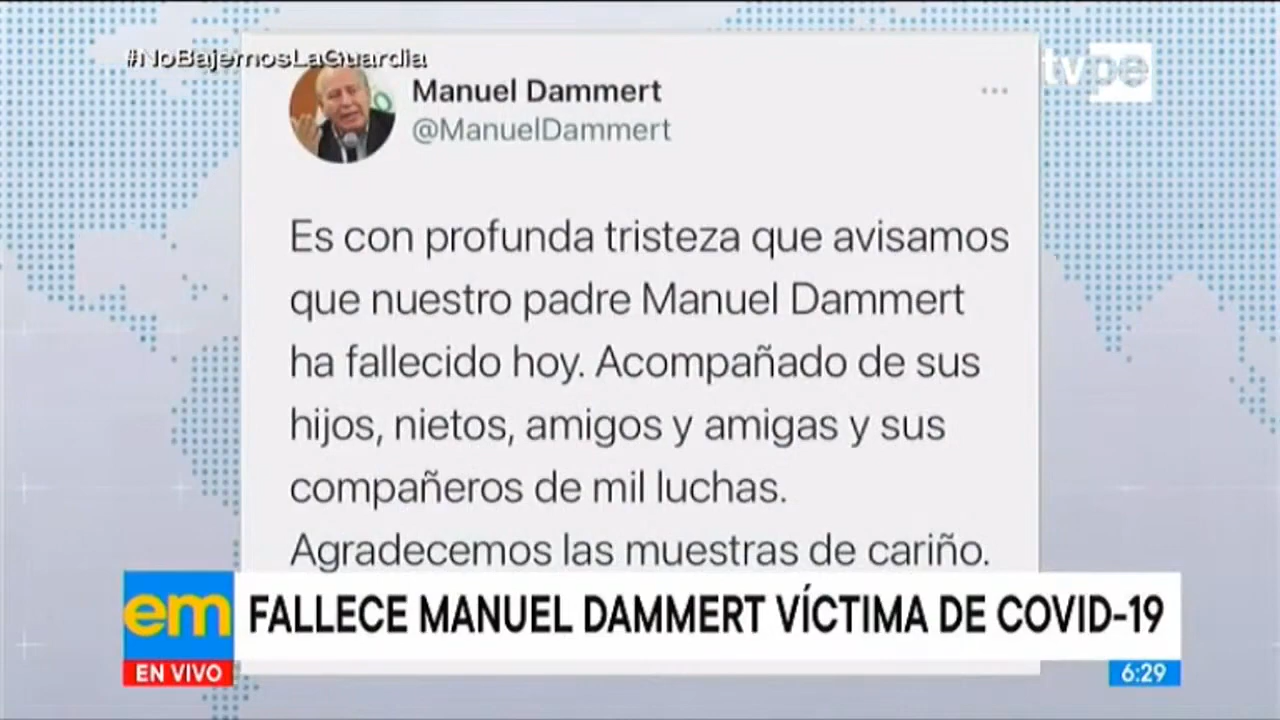 #NoBajemosLaGuardia
tvpe
Manuel Dammert
@ManuelDammert
Es con profunda tristeza que avisamos
que nuestro padre Manuel Dammert
ha fallecido hoy. Acompañado de sus
hijos, nietos, amigos y amigas y sus
compañeros de mil luchas.
Agradecemos las muestras de cariño.
em
FALLECE MANUEL DAMMERT VÍCTIMA DE COVID-19
EN VIVO
6:29